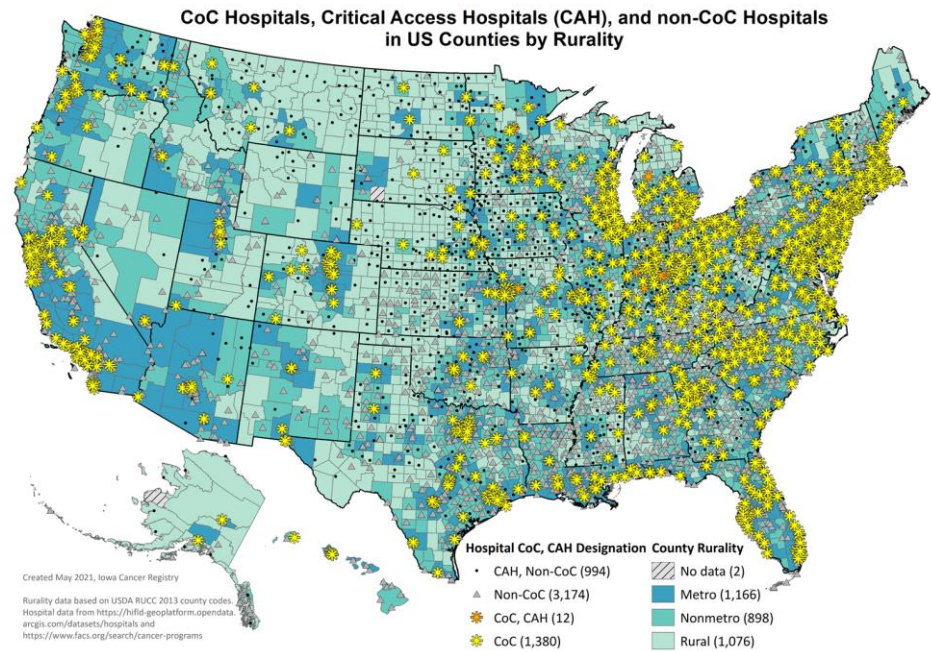 CoC Hospitals, Critical Access Hospitals (CAH), and non-CoC Hospitals
in US Counties by Rurality
Hospital CoC, CAH Designation
CAH, Non-CoC (994)
Non-CoC (3,174)
CoC, CAH (12)
CoC (1,380)
County Rurality
No data (2)
Metro (1,166)
Nonmetro (898)
Rural (1,076)
Created May 2021, Iowa Cancer Registry
Rurality data based on USDA RUCC 2013 county codes.
Hospital data from https://hifld-geoplatform.opendata.
arcgis.com/datasets/hospitals and
https://www.facs.org/search/cancer-programs